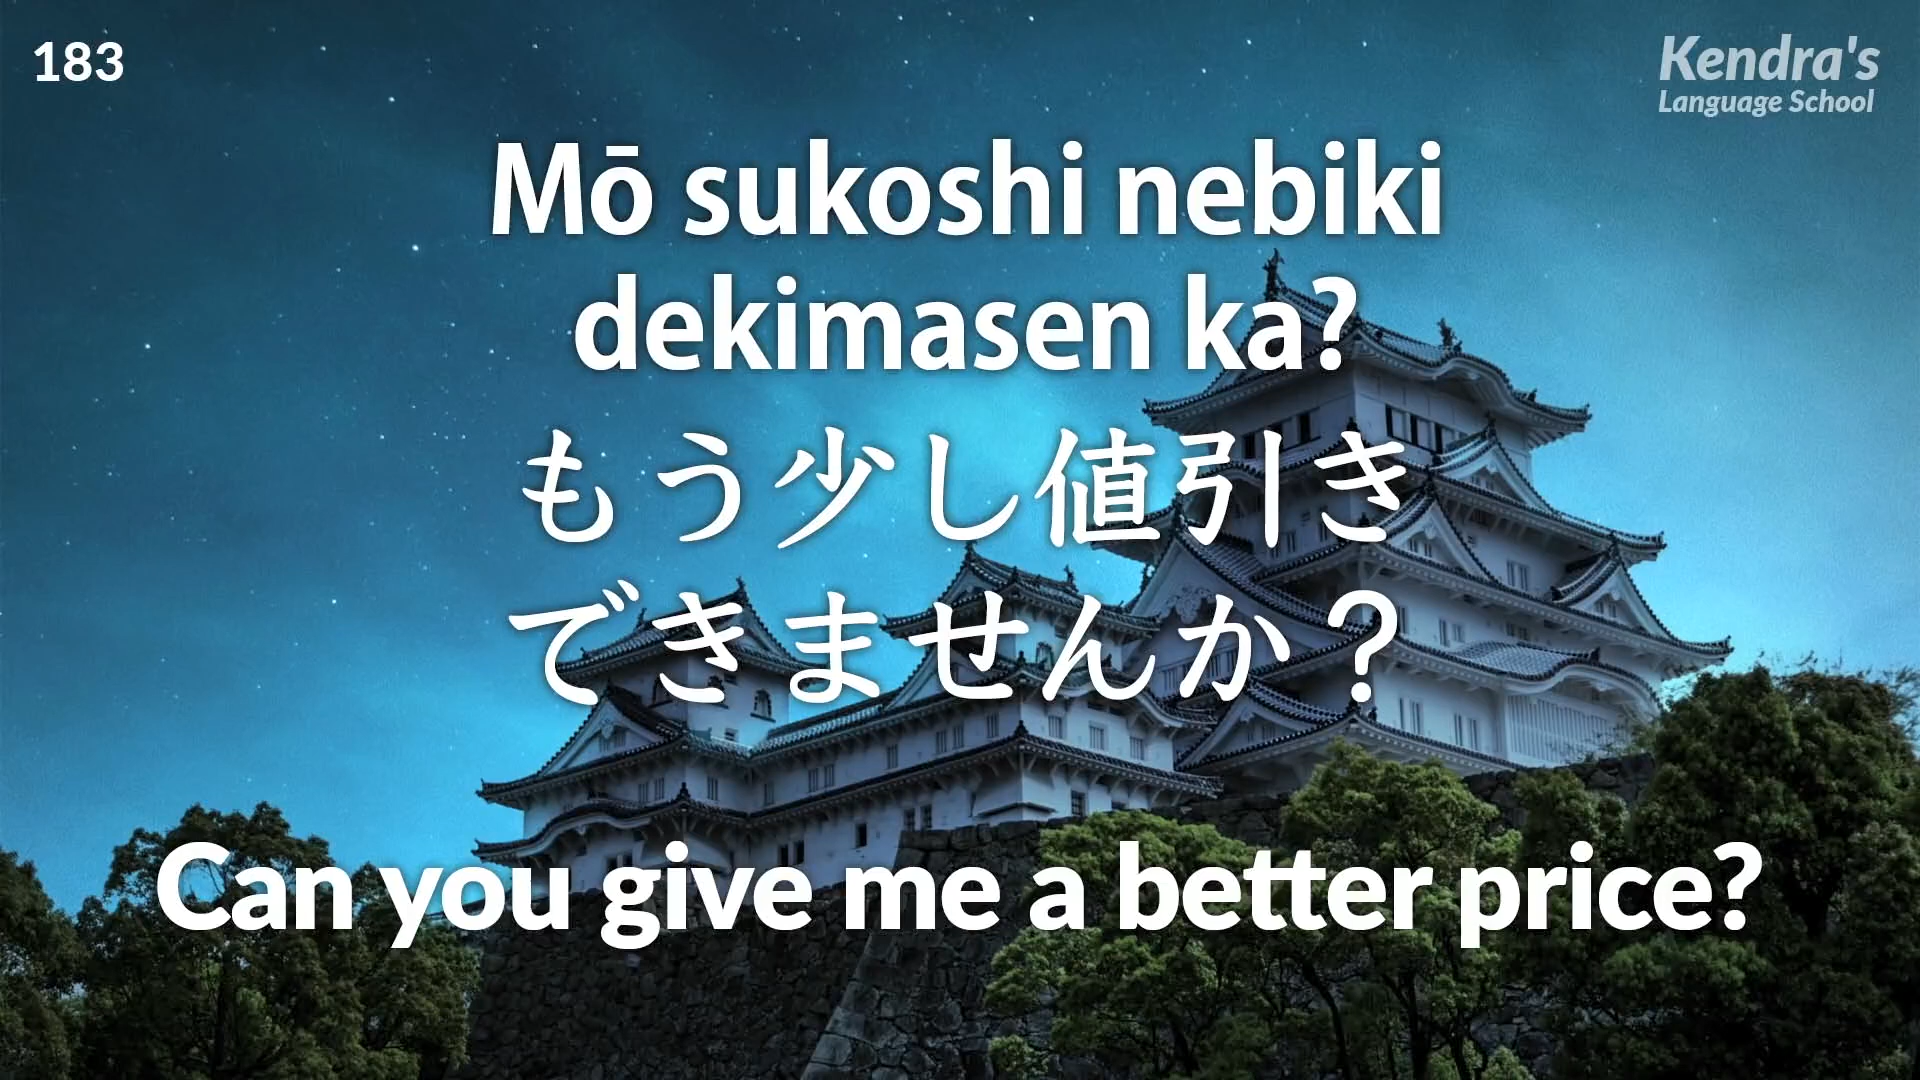 183
Kendra's
Language School
Mō sukoshi nebiki
dekimasen ka?
もう少し値引き
できませんか？
Can you give me a better price?